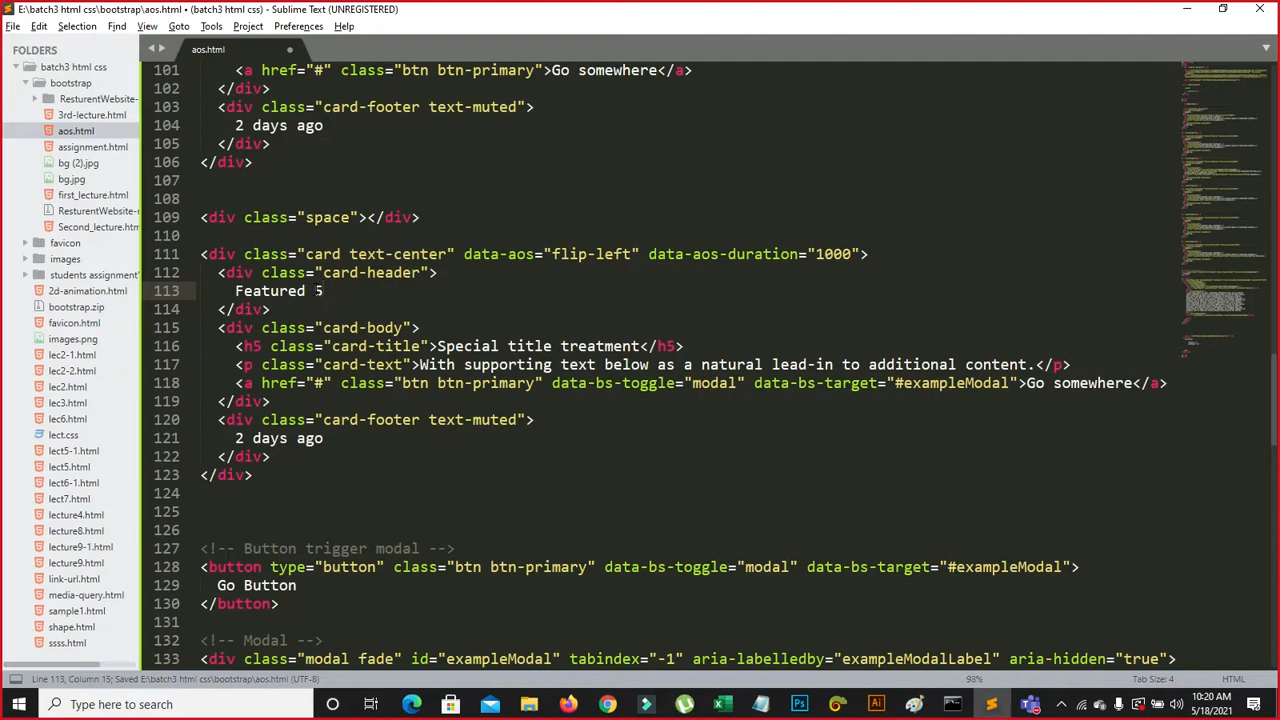 E:\batch3 html css\bootstrap\aos.html • (batch3 html css) - Sublime Text (UNREGISTERED)
File Edit Selection Find View Goto Tools Project Preferences Help
FOLDERS
batch3 html css
bootstrap
ResturentWebsite-
3rd-lecture.html
aos.html
assignment.html
bg (2).jpg
bg.jpg
first_lecture.html
ResturentWebsite-r
Second_lecture.htm
favicon
images
students assignment
2d-animation.html
bootstrap.zip
favicon.html
images.png
lec2-1.html
lec2-2.html
lec2.html
lec3.html
lec6.html
lect.css
lect5-1.html
lect5.html
lect6-1.html
lect7.html
lecture4.html
lecture8.html
lecture9-1.html
lecture9.html
link-url.html
media-query.html
sample1.html
shape.html
ssss.html
aos.html
101 <a href="#" class="btn btn-primary">Go somewhere</a>
102 </div>
103 <div class="card-footer text-muted">
104 2 days ago
105 </div>
106 </div>
107
108
109 <div class="space"></div>
110
111 <div class="card text-center" data-aos="flip-left" data-aos-duration="1000">
112 <div class="card-header">
113 Featured 5
114 </div>
115 <div class="card-body">
116 <h5 class="card-title">Special title treatment</h5>
117 <p class="card-text">With supporting text below as a natural lead-in to additional content.</p>
118 <a href="#" class="btn btn-primary" data-bs-toggle="modal" data-bs-target="#exampleModal">Go somewhere</a>
119 </div>
120 <div class="card-footer text-muted">
121 2 days ago
122 </div>
123 </div>
124
125
126
127 <!-- Button trigger modal -->
128 <button type="button" class="btn btn-primary" data-bs-toggle="modal" data-bs-target="#exampleModal">
129 Go Button
130 </button>
131
132 <!-- Modal -->
133 <div class="modal fade" id="exampleModal" tabindex="-1" aria-labelledby="exampleModalLabel" aria-hidden="true">
Line 113, Column 15; Saved E:\batch3 html css\bootstrap\aos.html (UTF-8)
98%
Tab Size: 4
HTML
Type here to search
10:20 AM
5/18/2021